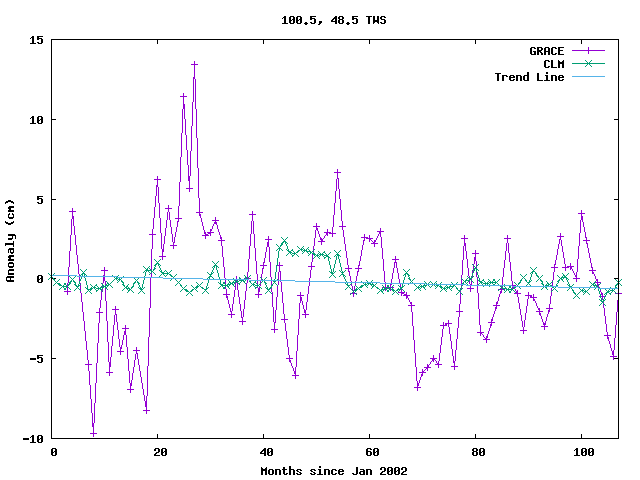 100.5, 48.5 TWS
15
10
5
0
-5
-10
Anomaly (cm)
GRACE
CLM
Trend Line
0 20 40 60 80 100
Months since Jan 2002